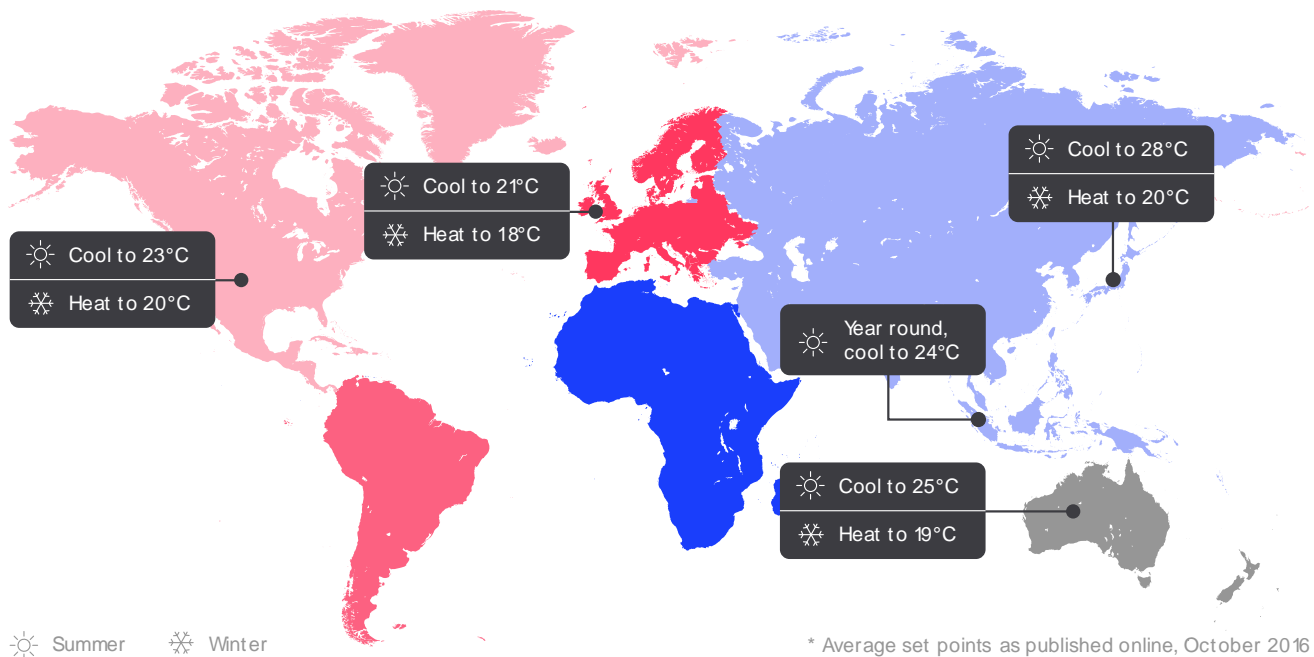 Cool to 28°C
Heat to 20°C
Cool to 21°C
Heat to 18°C
Cool to 23°C
Heat to 20°C
Year round,
cool to 24°C
Cool to 25°C
Heat to 19°C
Summer
Winter
* Average set points as published online, October 2016